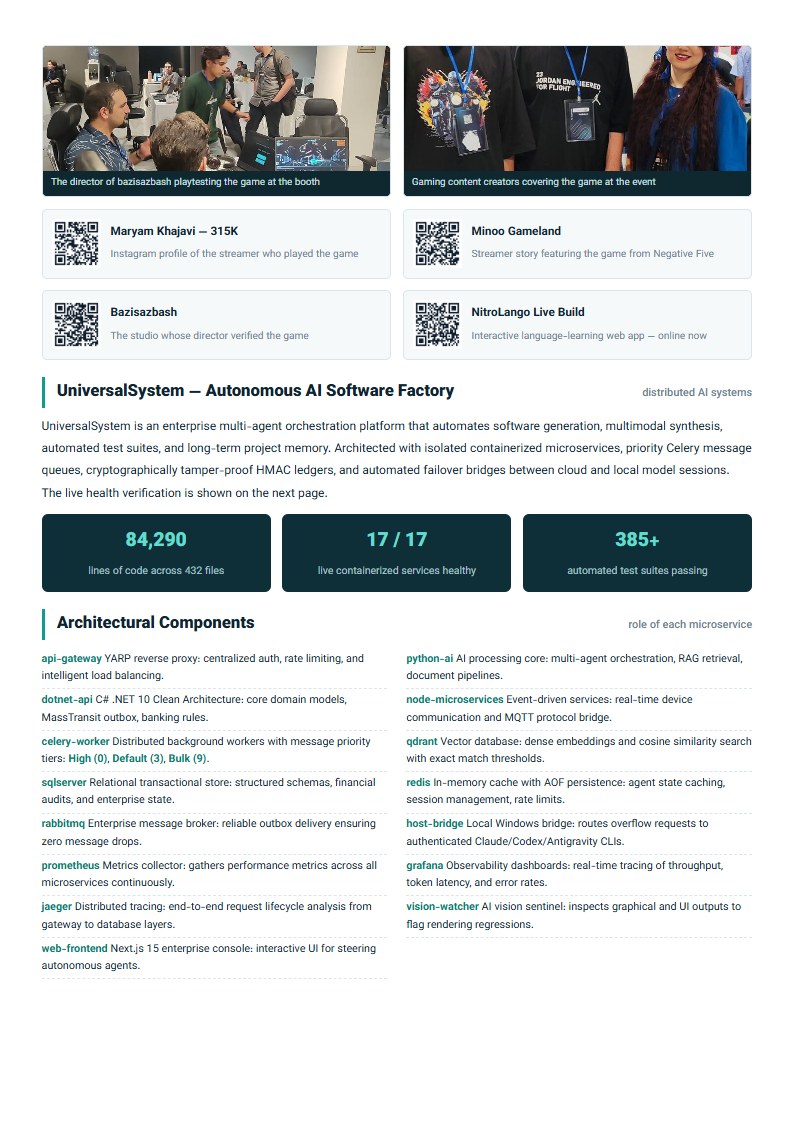 23
JORDAN ENGINEERED
FOR FLIGHT
The director of bazisazbash playtesting the game at the booth
Gaming content creators covering the game at the event
Maryam Khajavi — 315K
Instagram profile of the streamer who played the game
Minoo Gameland
Streamer story featuring the game from Negative Five
Bazisazbash
The studio whose director verified the game
NitroLango Live Build
Interactive language-learning web app — online now
UniversalSystem — Autonomous AI Software Factory
distributed AI systems
UniversalSystem is an enterprise multi-agent orchestration platform that automates software generation, multimodal synthesis,
automated test suites, and long-term project memory. Architected with isolated containerized microservices, priority Celery message
queues, cryptographically tamper-proof HMAC ledgers, and automated failover bridges between cloud and local model sessions.
The live health verification is shown on the next page.
84,290
lines of code across 432 files
17 / 17
live containerized services healthy
385+
automated test suites passing
Architectural Components
role of each microservice
api-gateway YARP reverse proxy: centralized auth, rate limiting, and
intelligent load balancing.
dotnet-api C# .NET 10 Clean Architecture: core domain models,
MassTransit outbox, banking rules.
celery-worker Distributed background workers with message priority
tiers: High (0), Default (3), Bulk (9).
sqlserver Relational transactional store: structured schemas, financial
audits, and enterprise state.
rabbitmq Enterprise message broker: reliable outbox delivery ensuring
zero message drops.
prometheus Metrics collector: gathers performance metrics across all
microservices continuously.
jaeger Distributed tracing: end-to-end request lifecycle analysis from
gateway to database layers.
web-frontend Next.js 15 enterprise console: interactive UI for steering
autonomous agents.
python-ai AI processing core: multi-agent orchestration, RAG retrieval,
document pipelines.
node-microservices Event-driven services: real-time device
communication and MQTT protocol bridge.
qdrant Vector database: dense embeddings and cosine similarity search
with exact match thresholds.
redis In-memory cache with AOF persistence: agent state caching,
session management, rate limits.
host-bridge Local Windows bridge: routes overflow requests to
authenticated Claude/Codex/Antigravity CLIs.
grafana Observability dashboards: real-time tracing of throughput,
token latency, and error rates.
vision-watcher AI vision sentinel: inspects graphical and UI outputs to
flag rendering regressions.